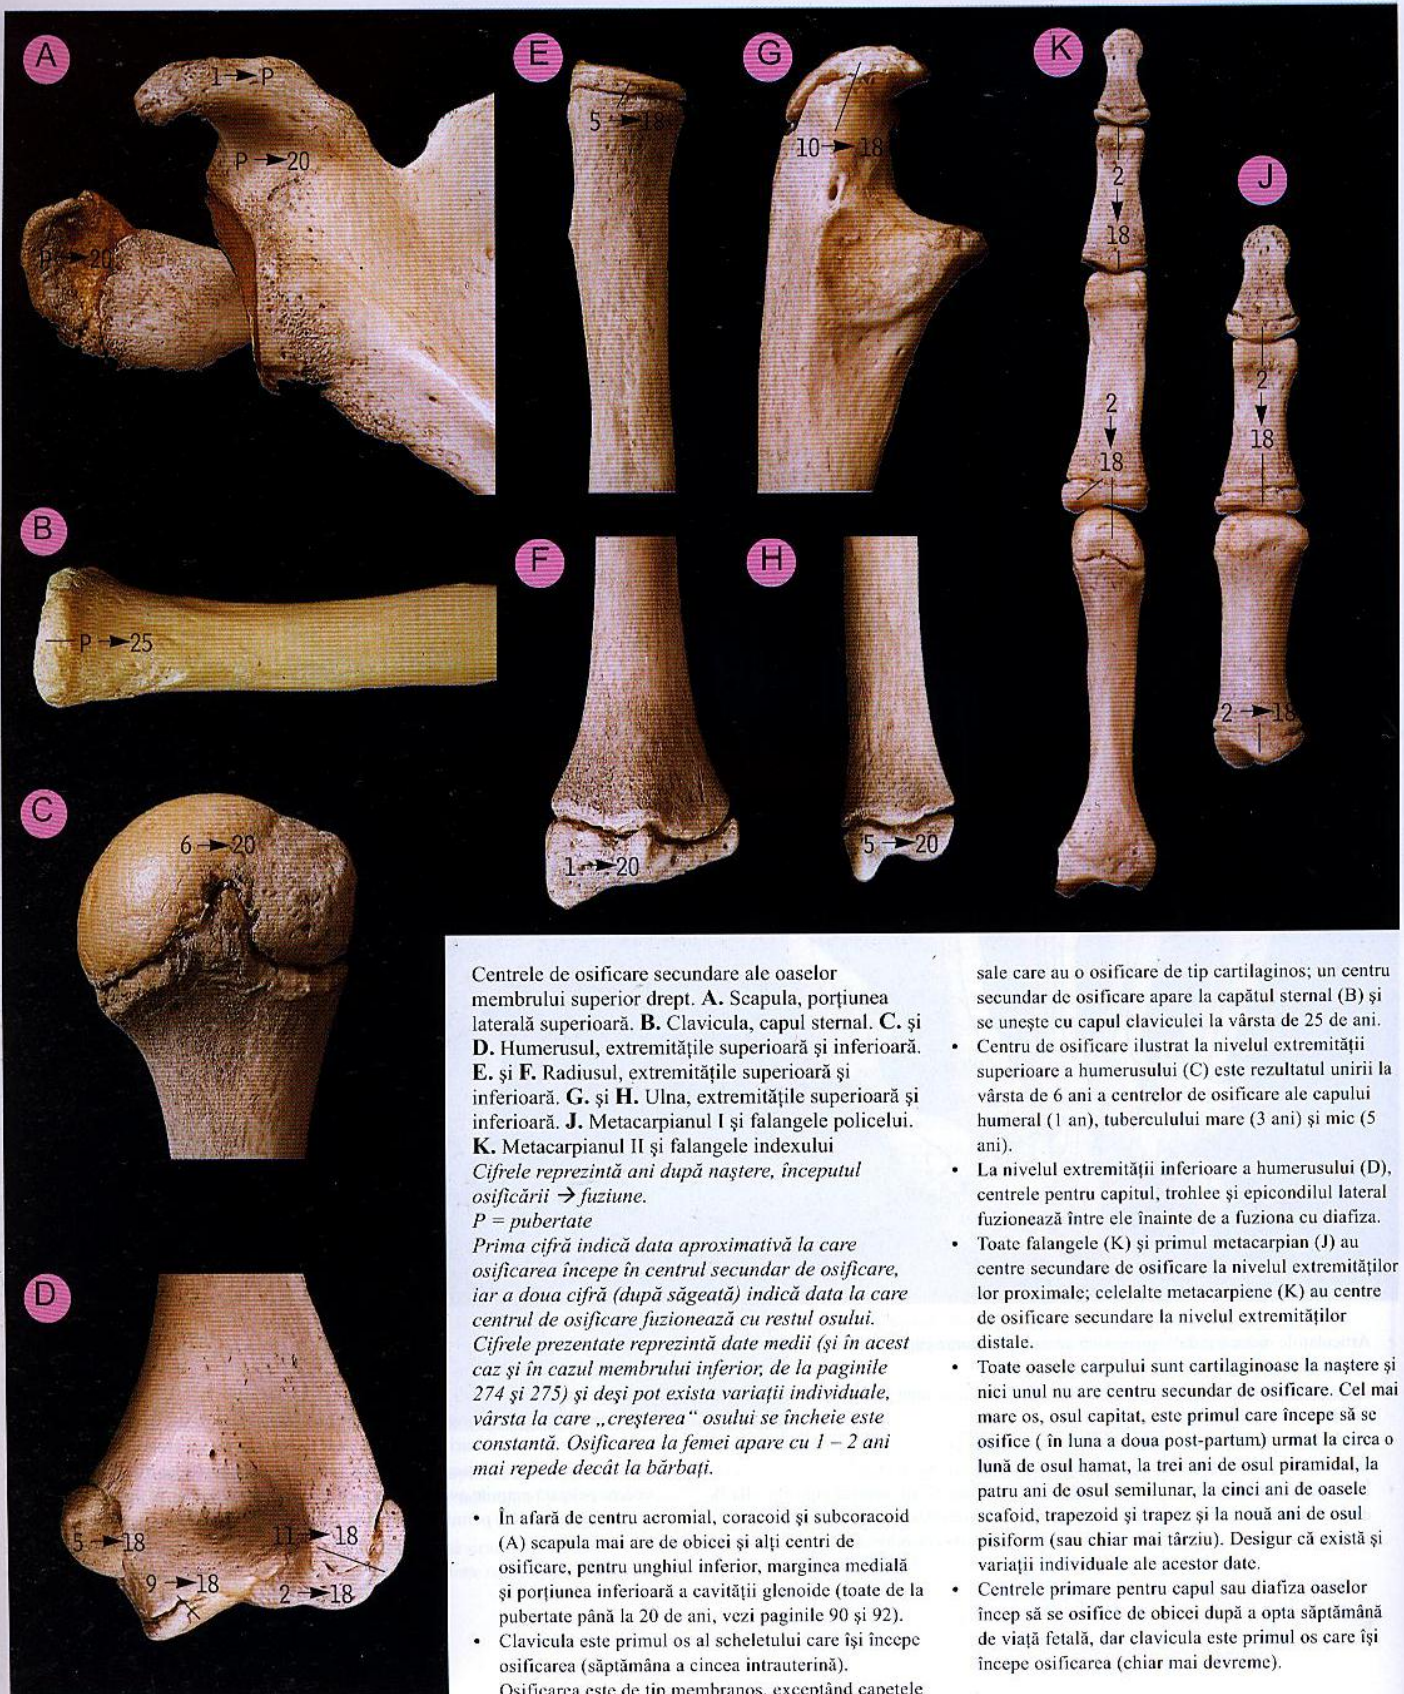 A
1→P
P→20
P→20
B
P→25
C
6→20
D
5→18
11→18
9→18
2→18
E
5→18
F
1→20
G
10→18
H
5→20
K
2
18
2
18
J
2
18
2→18
Centrele de osificare secundare ale oaselor
membrului superior drept. A. Scapula, porțiunea
laterală superioară. B. Clavicula, capul sternal. C. și
D. Humerusul, extremitățile superioară și inferioară.
E. și F. Radiusul, extremitățile superioară și
inferioară. G. și H. Ulna, extremitățile superioară și
inferioară. J. Metacarpianul I și falangele policelui.
K. Metacarpianul II și falangele indexului
Cifrele reprezintă ani după naștere, începutul
osificării → fuziune.
P = pubertate
Prima cifră indică data aproximativă la care
osificarea începe în centrul secundar de osificare,
iar a doua cifră (după săgeată) indică data la care
centrul de osificare fuzionează cu restul osului.
Cifrele prezentate reprezintă date medii (și în acest
caz și în cazul membrului inferior, de la paginile
274 și 275) și deși pot exista variații individuale,
vârsta la care „creșterea“ osului se încheie este
constantă. Osificarea la femei apare cu 1 – 2 ani
mai repede decât la bărbați.
• În afară de centru acromial, coracoid și subcoracoid
(A) scapula mai are de obicei și alți centri de
osificare, pentru unghiul inferior, marginea medială
și porțiunea inferioară a cavității glenoide (toate de la
pubertate până la 20 de ani, vezi paginile 90 și 92).
• Clavicula este primul os al scheletului care își începe
osificarea (săptămâna a cincea intrauterină).
Osificarea este de tip membranos, exceptând capetele
sale care au o osificare de tip cartilaginos; un centru
secundar de osificare apare la capătul sternal (B) și
se unește cu capul claviculei la vârsta de 25 de ani.
• Centru de osificare ilustrat la nivelul extremității
superioare a humerusului (C) este rezultatul unirii la
vârsta de 6 ani a centrelor de osificare ale capului
humeral (1 an), tuberculului mare (3 ani) și mic (5
ani).
• La nivelul extremității inferioare a humerusului (D),
centrele pentru capitul, trohlee și epicondilul lateral
fuzionează între ele înainte de a fuziona cu diafiza.
• Toate falangele (K) și primul metacarpian (J) au
centre secundare de osificare la nivelul extremităților
lor proximale; celelalte metacarpiene (K) au centre
de osificare secundare la nivelul extremităților
distale.
• Toate oasele carpului sunt cartilaginoase la naștere și
nici unul nu are centru secundar de osificare. Cel mai
mare os, osul capitat, este primul care începe să se
osifice ( în luna a doua post-partum) urmat la circa o
lună de osul hamat, la trei ani de osul piramidal, la
patru ani de osul semilunar, la cinci ani de oasele
scafoid, trapezoid și trapez și la nouă ani de osul
pisiform (sau chiar mai târziu). Desigur că există și
variații individuale ale acestor date.
• Centrele primare pentru capul sau diafiza oaselor
încep să se osifice de obicei după a opta săptămână
de viață fetală, dar clavicula este primul os care își
începe osificarea (chiar mai devreme).